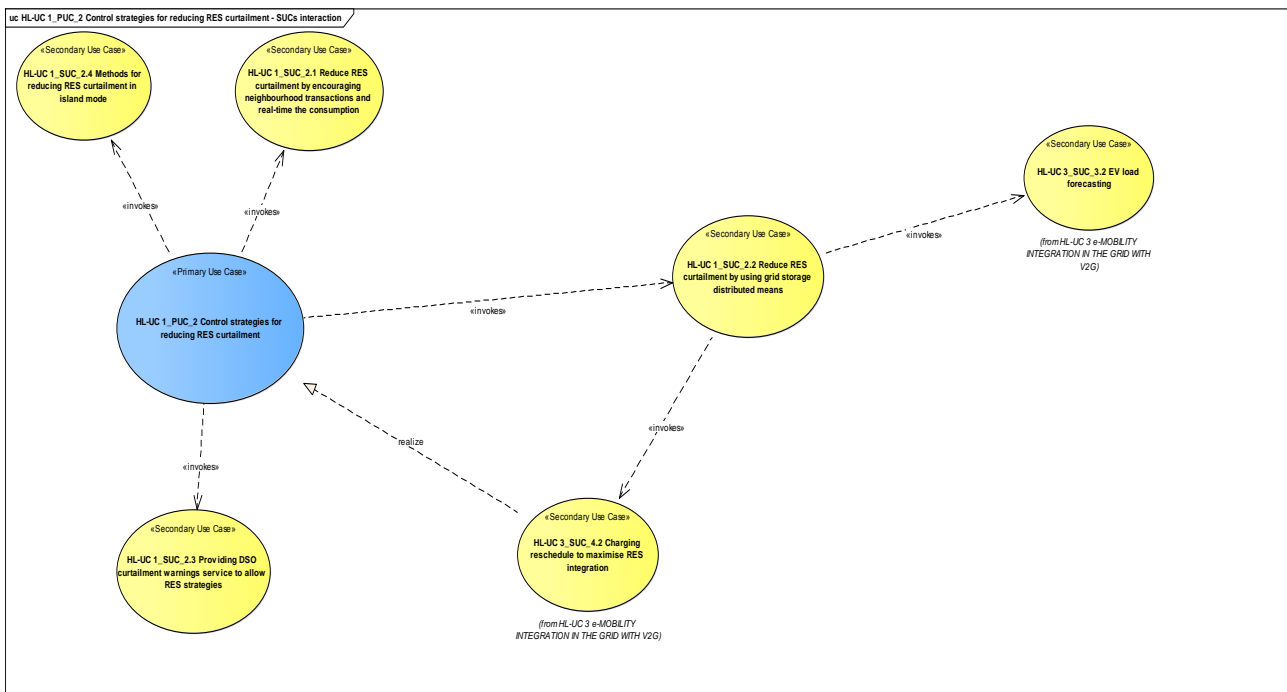 uc HL-UC 1_PUC_2 Control strategies for reducing RES curtailment - SUCs interaction
«Secondary Use Case»
HL-UC 1_SUC_2.4 Methods for
reducing RES curtailment in
island mode
«Secondary Use Case»
HL-UC 1_SUC_2.1 Reduce RES
curtailment by encouraging
neighbourhood transactions and
real-time the consumption
«Secondary Use Case»
HL-UC 3_SUC_3.2 EV load
forecasting
(from HL-UC 3 e-MOBILITY
INTEGRATION IN THE GRID WITH
V2G)
«invokes»
«invokes»
«invokes»
«Secondary Use Case»
HL-UC 1_SUC_2.2 Reduce RES
curtailment by using grid storage
distributed means
«Primary Use Case»
HL-UC 1_PUC_2 Control strategies for
reducing RES curtailment
«invokes»
«invokes»
realize
«invokes»
«Secondary Use Case»
HL-UC 1_SUC_2.3 Providing DSO
curtailment warnings service to allow
RES strategies
«Secondary Use Case»
HL-UC 3_SUC_4.2 Charging
reschedule to maximise RES
integration
(from HL-UC 3 e-MOBILITY
INTEGRATION IN THE GRID WITH V2G)